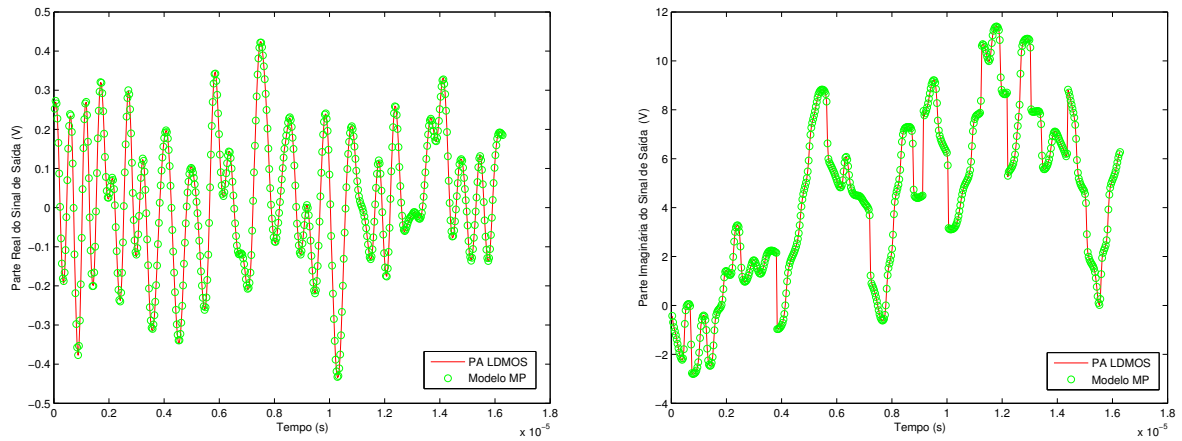 Parte Real do Sinal de Saída (V)
0.5
0.4
0.3
0.2
0.1
0
−0.1
−0.2
−0.3
−0.4
−0.5
0 0.2 0.4 0.6 0.8 1 1.2 1.4 1.6 1.8
x 10⁻⁵
Tempo (s)
PA LDMOS
Modelo MP
Parte Imaginária do Sinal de Saída (V)
12
10
8
6
4
2
0
−2
−4
0 0.2 0.4 0.6 0.8 1 1.2 1.4 1.6 1.8
x 10⁻⁵
Tempo (s)
PA LDMOS
Modelo MP